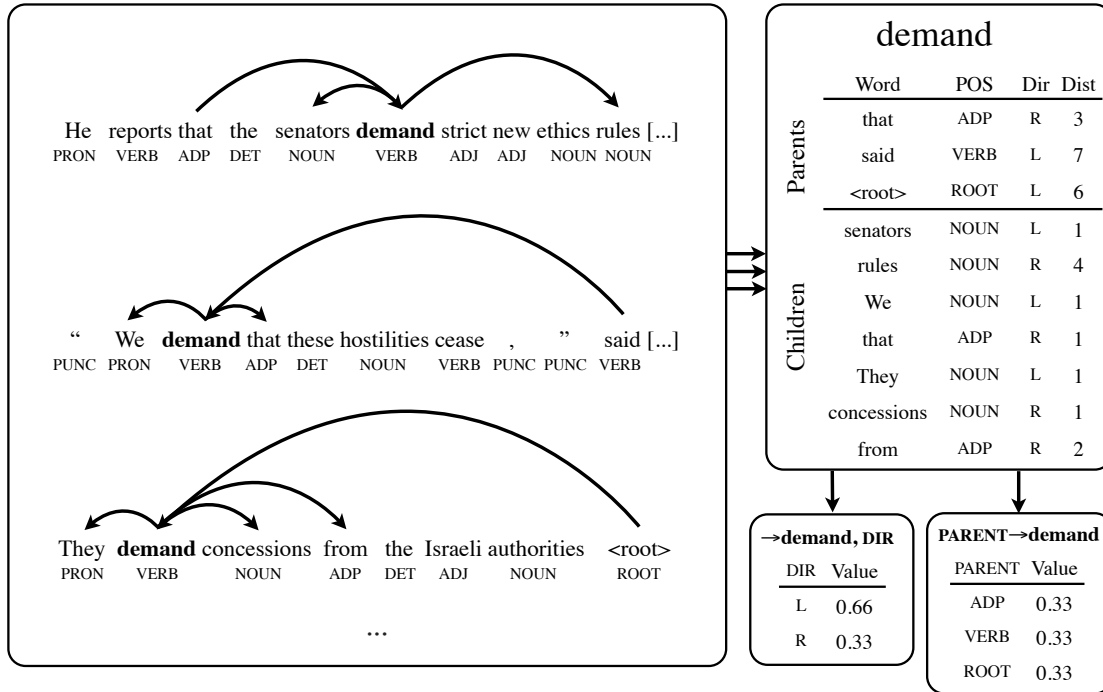 He reports that the senators demand strict new ethics rules [...]
PRON VERB ADP DET NOUN VERB ADJ ADJ NOUN NOUN
“ We demand that these hostilities cease , ” said [...]
PUNC PRON VERB ADP DET NOUN VERB PUNC PUNC VERB
They demand concessions from the Israeli authorities <root>
PRON VERB NOUN ADP DET ADJ NOUN ROOT
...
demand
Word POS Dir Dist
Parents
that ADP R 3
said VERB L 7
<root> ROOT L 6
Children
senators NOUN L 1
rules NOUN R 4
We NOUN L 1
that ADP R 1
They NOUN L 1
concessions NOUN R 1
from ADP R 2
→demand, DIR
DIR Value
L 0.66
R 0.33
PARENT→demand
PARENT Value
ADP 0.33
VERB 0.33
ROOT 0.33